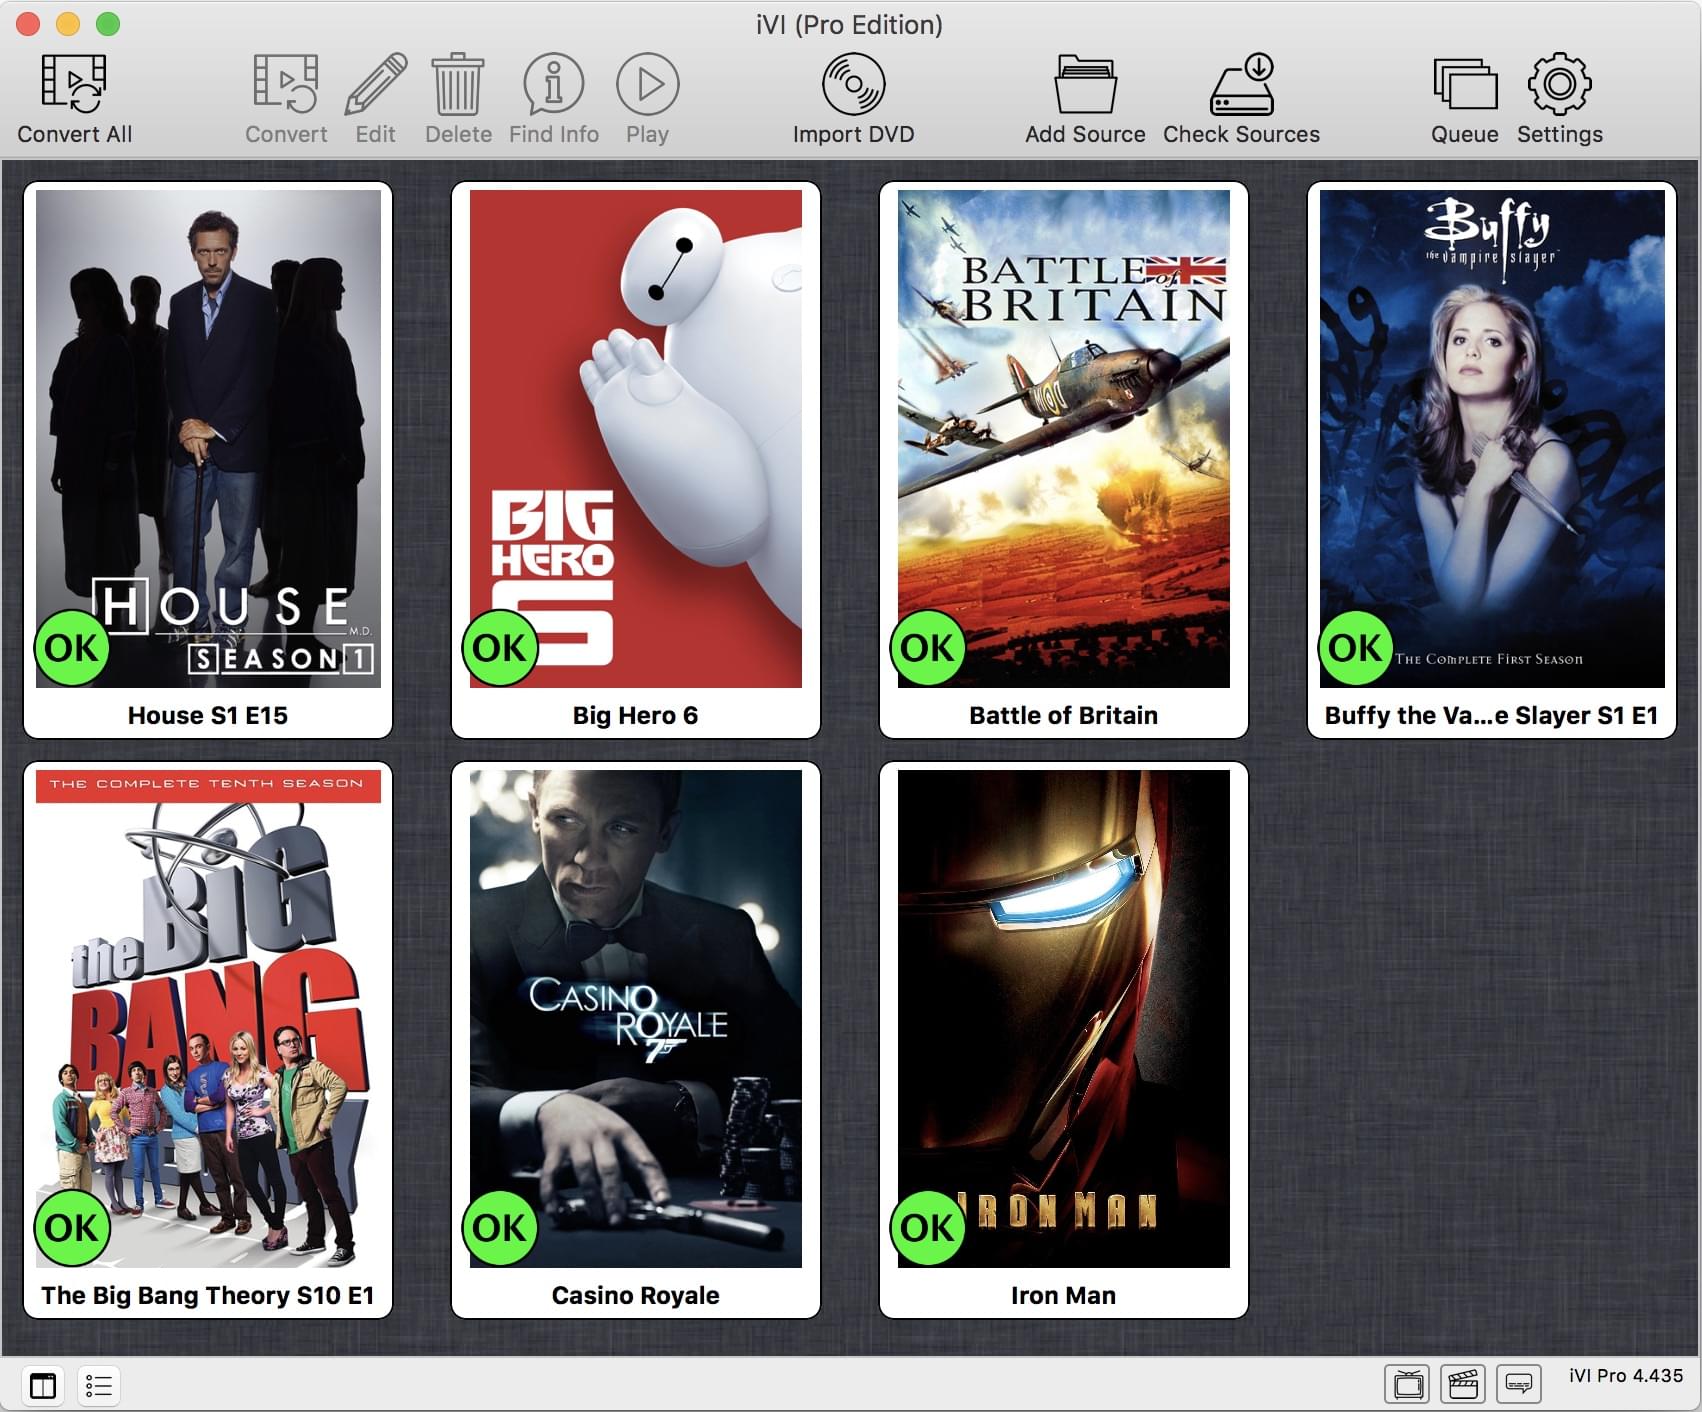 iVI (Pro Edition)
Convert All
Convert
Edit
Delete
Find Info
Play
Import DVD
Add Source
Check Sources
Queue
Settings
HOUSE
M.D.
SEASON 1
OK
House S1 E15
BIG
HERO
6
OK
Big Hero 6
BATTLE of
BRITAIN
OK
Battle of Britain
Buffy
the vampire slayer
THE COMPLETE FIRST SEASON
OK
Buffy the Va...e Slayer S1 E1
THE COMPLETE TENTH SEASON
the BIG
BANG
OK
The Big Bang Theory S10 E1
CASINO
ROYALE
007
OK
Casino Royale
IRON MAN
OK
Iron Man
iVI Pro 4.435